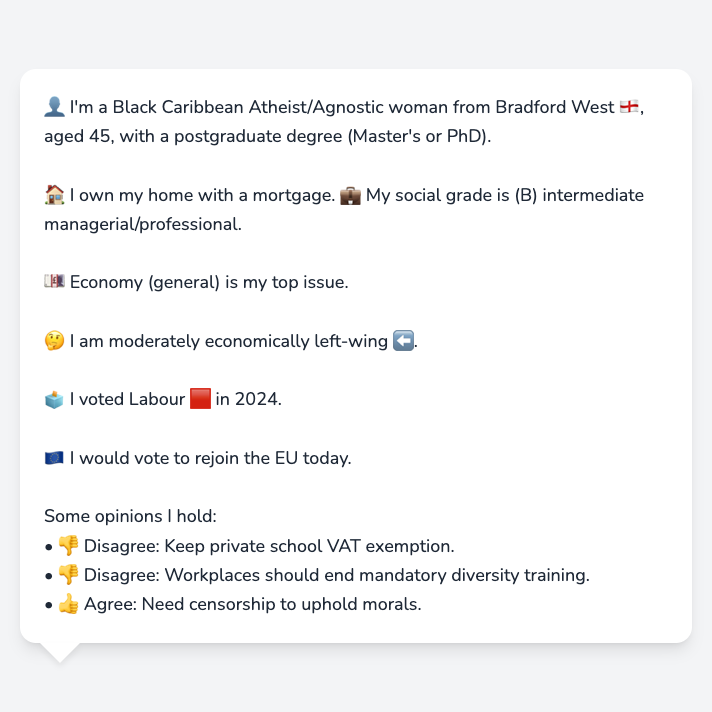 👤 I'm a Black Caribbean Atheist/Agnostic woman from Bradford West 🏴󠁧󠁢󠁥󠁮󠁧󠁿,
aged 45, with a postgraduate degree (Master's or PhD).
🏠 I own my home with a mortgage. 💼 My social grade is (B) intermediate
managerial/professional.
💷 Economy (general) is my top issue.
🤔 I am moderately economically left-wing ⬅️.
🗳️ I voted Labour 🟥 in 2024.
🇪🇺 I would vote to rejoin the EU today.
Some opinions I hold:
• 👎 Disagree: Keep private school VAT exemption.
• 👎 Disagree: Workplaces should end mandatory diversity training.
• 👍 Agree: Need censorship to uphold morals.